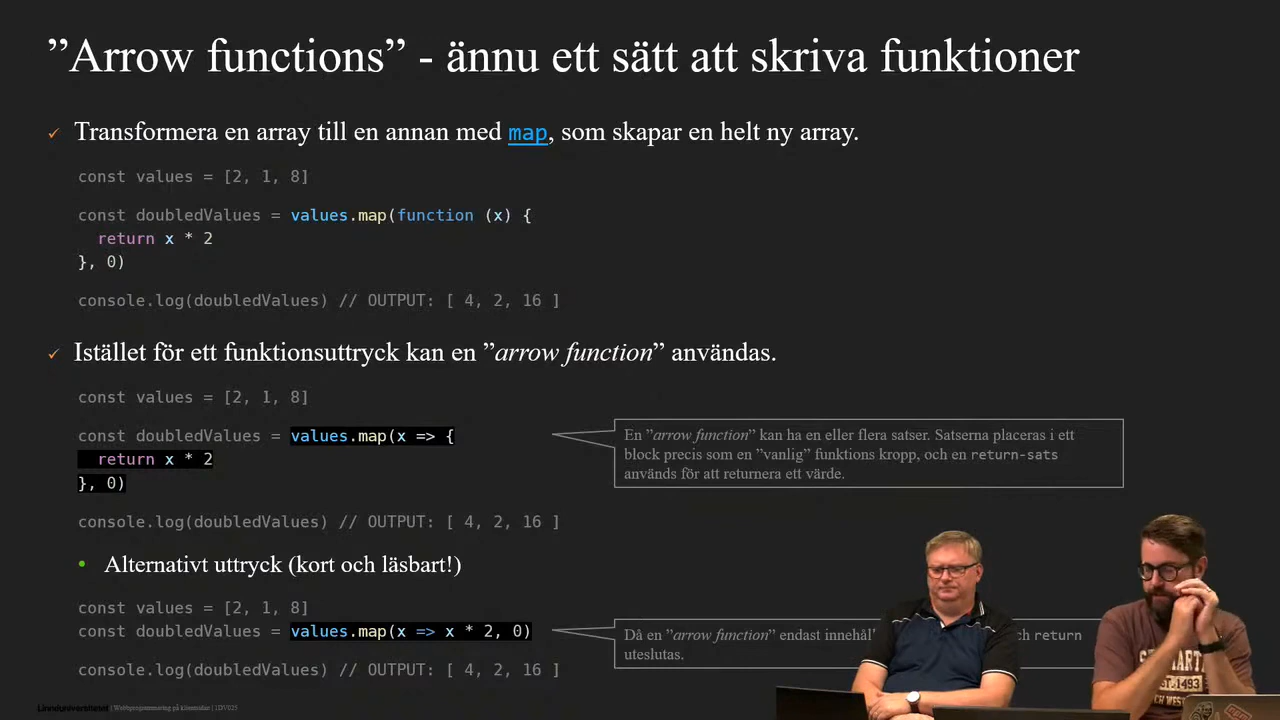 ”Arrow functions” - ännu ett sätt att skriva funktioner
Transformera en array till en annan med map, som skapar en helt ny array.
const values = [2, 1, 8]
const doubledValues = values.map(function (x) {
return x * 2
}, 0)
console.log(doubledValues) // OUTPUT: [ 4, 2, 16 ]
Istället för ett funktionsuttryck kan en ”arrow function” användas.
const values = [2, 1, 8]
const doubledValues = values.map(x => {
return x * 2
}, 0)
En ”arrow function” kan ha en eller flera satser. Satserna placeras i ett
block precis som en ”vanlig” funktions kropp, och en return-sats
används för att returnera ett värde.
console.log(doubledValues) // OUTPUT: [ 4, 2, 16 ]
• Alternativt uttryck (kort och läsbart!)
const values = [2, 1, 8]
const doubledValues = values.map(x => x * 2, 0)
Då en ”arrow function” endast return
uteslutas.
console.log(doubledValues) // OUTPUT: [ 4, 2, 16 ]
Linnéuniversitetet | Webbprogrammering på klientsidan | 1DV025
1493